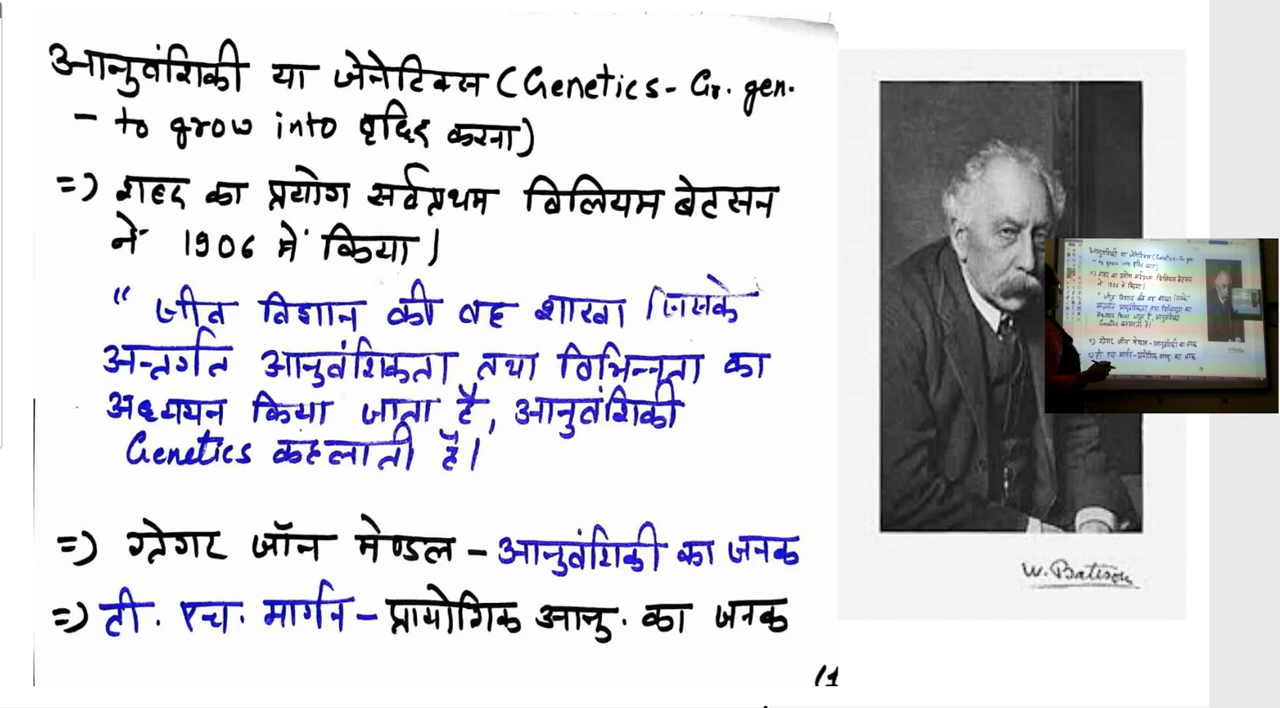 आनुवंशिकी या जेनेटिक्स (Genetics- Gr. gen.
- to grow into वृद्धि करना)
=) शब्द का प्रयोग सर्वप्रथम विलियम बेटसन
ने 1906 में किया।
“ जीव विज्ञान की वह शाखा जिसके
अन्तर्गत आनुवंशिकता तथा विभिन्नता का
अध्ययन किया जाता है, आनुवंशिकी
Genetics कहलाती है।
=) ग्रेगर जॉन मेण्डल - आनुवंशिकी का जनक
=) टी. एच. मार्गन - प्रायोगिक आनु. का जनक
W. Bateson